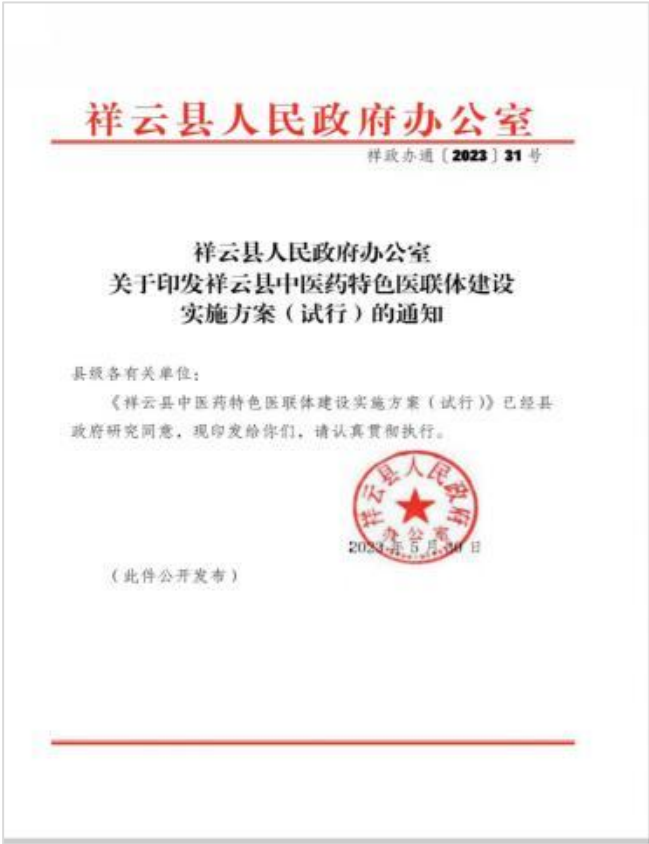 祥云县人民政府办公室
祥政办通〔2023〕31 号
祥云县人民政府办公室
关于印发祥云县中医药特色医联体建设
实施方案（试行）的通知
县级各有关单位：
《祥云县中医药特色医联体建设实施方案（试行）》已经县
政府研究同意，现印发给你们，请认真贯彻执行。
祥云县人民政府
办公室
2023 年 5 月 30 日
（此件公开发布）